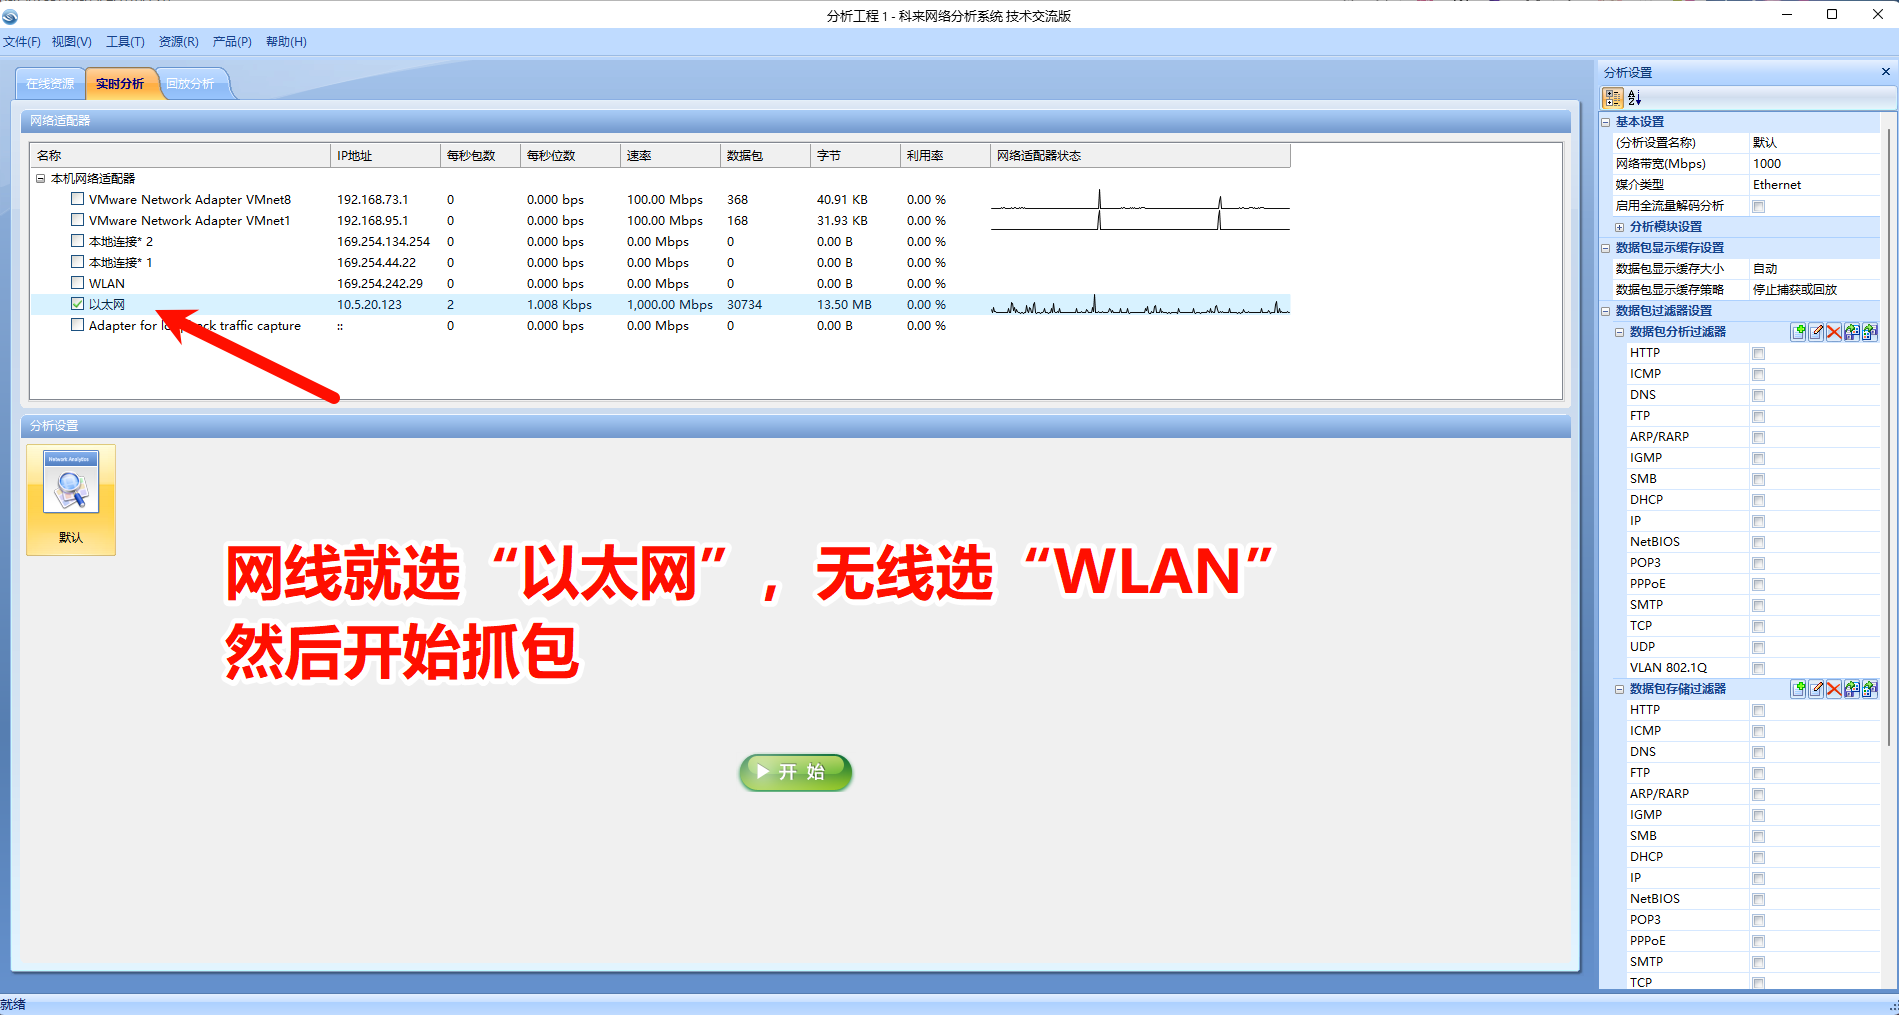 分析工程 1 - 科来网络分析系统 技术交流版
文件(F) 视图(V) 工具(T) 资源(R) 产品(P) 帮助(H)
在线资源 实时分析 回放分析
网络适配器
名称 IP地址 每秒包数 每秒位数 速率 数据包 字节 利用率 网络适配器状态
本机网络适配器
VMware Network Adapter VMnet8 192.168.73.1 0 0.000 bps 100.00 Mbps 368 40.91 KB 0.00 %
VMware Network Adapter VMnet1 192.168.95.1 0 0.000 bps 100.00 Mbps 168 31.93 KB 0.00 %
本地连接* 2 169.254.134.254 0 0.000 bps 0.00 Mbps 0 0.00 B 0.00 %
本地连接* 1 169.254.44.22 0 0.000 bps 0.00 Mbps 0 0.00 B 0.00 %
WLAN 169.254.242.29 0 0.000 bps 0.00 Mbps 0 0.00 B 0.00 %
以太网 10.5.20.123 2 1.008 Kbps 1,000.00 Mbps 30734 13.50 MB 0.00 %
Adapter for ck traffic capture :: 0 0.000 bps 0.00 Mbps 0 0.00 B 0.00 %
分析设置
Network Analytics
默认
网线就选“以太网”，无线选“WLAN”
然后开始抓包
开始
分析设置
基本设置
(分析设置名称) 默认
网络带宽(Mbps) 1000
媒介类型 Ethernet
启用全流量解码分析
分析模块设置
数据包显示缓存设置
数据包显示缓存大小 自动
数据包显示缓存策略 停止捕获或回放
数据包过滤器设置
数据包分析过滤器
HTTP
ICMP
DNS
FTP
ARP/RARP
IGMP
SMB
DHCP
IP
NetBIOS
POP3
PPPoE
SMTP
TCP
UDP
VLAN 802.1Q
数据包存储过滤器
HTTP
ICMP
DNS
FTP
ARP/RARP
IGMP
SMB
DHCP
IP
NetBIOS
POP3
PPPoE
SMTP
TCP
就绪